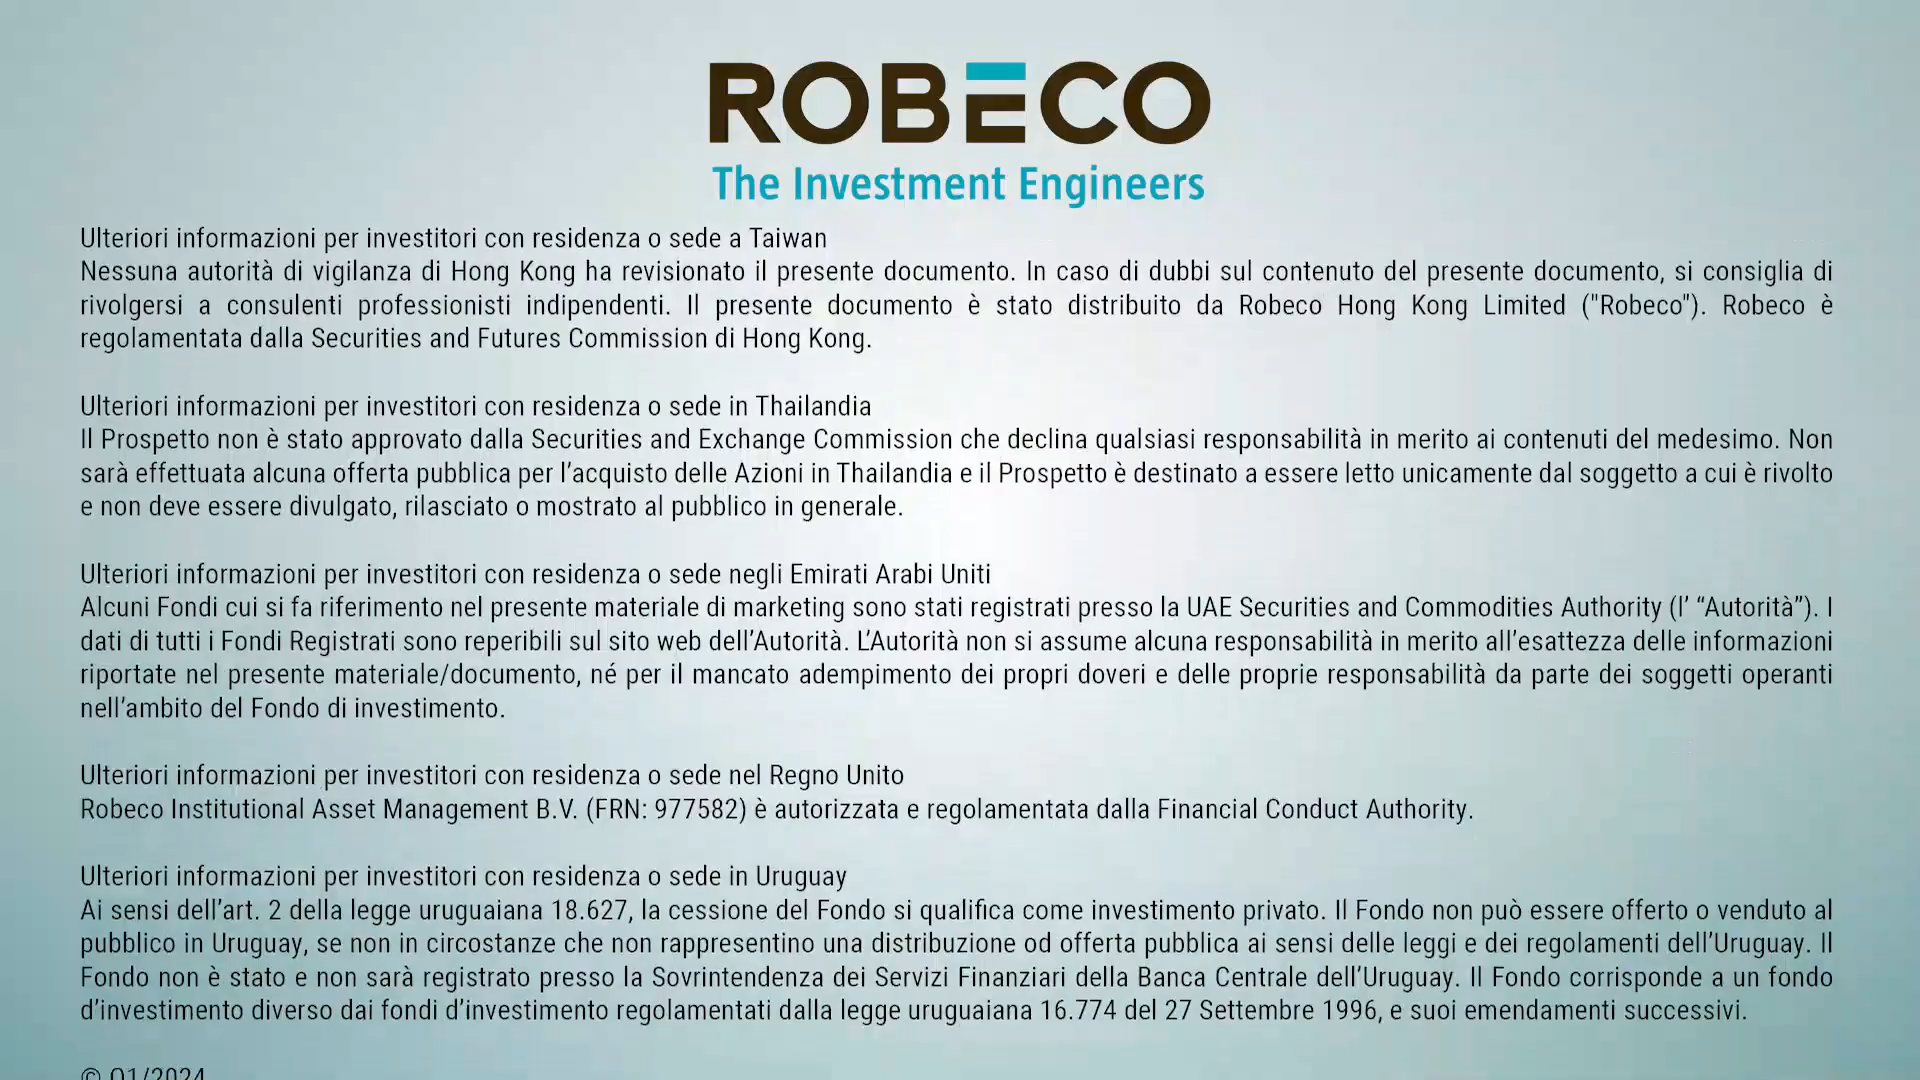 ROBECO
The Investment Engineers
Ulteriori informazioni per investitori con residenza o sede a Taiwan
Nessuna autorità di vigilanza di Hong Kong ha revisionato il presente documento. In caso di dubbi sul contenuto del presente documento, si consiglia di
rivolgersi a consulenti professionisti indipendenti. Il presente documento è stato distribuito da Robeco Hong Kong Limited ("Robeco"). Robeco è
regolamentata dalla Securities and Futures Commission di Hong Kong.
Ulteriori informazioni per investitori con residenza o sede in Thailandia
Il Prospetto non è stato approvato dalla Securities and Exchange Commission che declina qualsiasi responsabilità in merito ai contenuti del medesimo. Non
sarà effettuata alcuna offerta pubblica per l’acquisto delle Azioni in Thailandia e il Prospetto è destinato a essere letto unicamente dal soggetto a cui è rivolto
e non deve essere divulgato, rilasciato o mostrato al pubblico in generale.
Ulteriori informazioni per investitori con residenza o sede negli Emirati Arabi Uniti
Alcuni Fondi cui si fa riferimento nel presente materiale di marketing sono stati registrati presso la UAE Securities and Commodities Authority (l’ “Autorità”). I
dati di tutti i Fondi Registrati sono reperibili sul sito web dell’Autorità. L’Autorità non si assume alcuna responsabilità in merito all’esattezza delle informazioni
riportate nel presente materiale/documento, né per il mancato adempimento dei propri doveri e delle proprie responsabilità da parte dei soggetti operanti
nell’ambito del Fondo di investimento.
Ulteriori informazioni per investitori con residenza o sede nel Regno Unito
Robeco Institutional Asset Management B.V. (FRN: 977582) è autorizzata e regolamentata dalla Financial Conduct Authority.
Ulteriori informazioni per investitori con residenza o sede in Uruguay
Ai sensi dell’art. 2 della legge uruguaiana 18.627, la cessione del Fondo si qualifica come investimento privato. Il Fondo non può essere offerto o venduto al
pubblico in Uruguay, se non in circostanze che non rappresentino una distribuzione od offerta pubblica ai sensi delle leggi e dei regolamenti dell’Uruguay. Il
Fondo non è stato e non sarà registrato presso la Sovrintendenza dei Servizi Finanziari della Banca Centrale dell’Uruguay. Il Fondo corrisponde a un fondo
d’investimento diverso dai fondi d’investimento regolamentati dalla legge uruguaiana 16.774 del 27 Settembre 1996, e suoi emendamenti successivi.
© Q1/2024